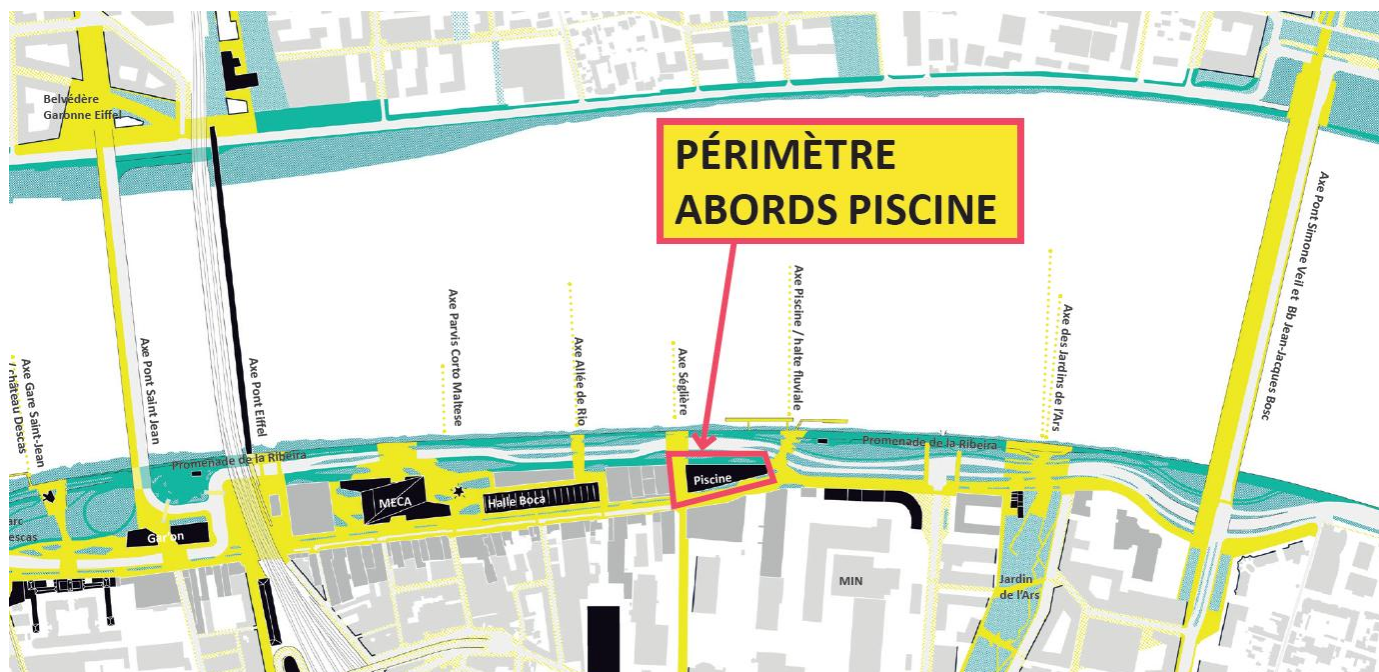 Belvédère
Garonne Eiffel
PÉRIMÈTRE
ABORDS PISCINE
Axe Gare Saint-Jean
/ château Descas
Axe Pont Saint Jean
Axe Pont Eiffel
Axe Parvis Corto Maltese
Axe Allée de Rio
Axe Séglière
Axe Piscine / halte fluviale
Axe des Jardins de l'Ars
Axe Pont Simone Veil et Bb Jean-Jacques Bosc
Promenade de la Ribeira
Promenade de la Ribeira
MECA
Halle Boca
Piscine
MIN
Jardin
de l'Ars